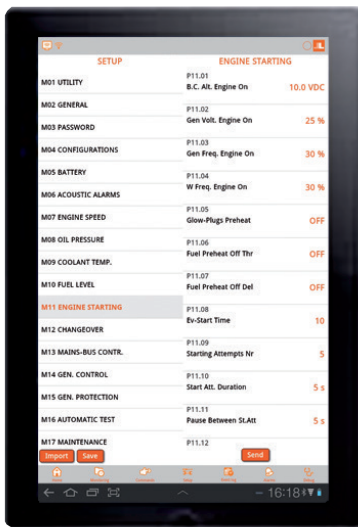 SETUP
ENGINE STARTING
M01 UTILITY
M02 GENERAL
M03 PASSWORD
M04 CONFIGURATIONS
M05 BATTERY
M06 ACOUSTIC ALARMS
M07 ENGINE SPEED
M08 OIL PRESSURE
M09 COOLANT TEMP.
M10 FUEL LEVEL
M11 ENGINE STARTING
M12 CHANGEOVER
M13 MAINS-BUS CONTR.
M14 GEN. CONTROL
M15 GEN. PROTECTION
M16 AUTOMATIC TEST
M17 MAINTENANCE
P11.01
B.C. Alt. Engine On 10.0 VDC
P11.02
Gen Volt. Engine On 25 %
P11.03
Gen Freq. Engine On 30 %
P11.04
W Freq. Engine On 30 %
P11.05
Glow-Plugs Preheat OFF
P11.06
Fuel Preheat Off Thr OFF
P11.07
Fuel Preheat Off Del OFF
P11.08
Ev-Start Time 10
P11.09
Starting Attempts Nr 5
P11.10
Start Att. Duration 5 s
P11.11
Pause Between St.Att 5 s
P11.12
Import Save Send
16:18